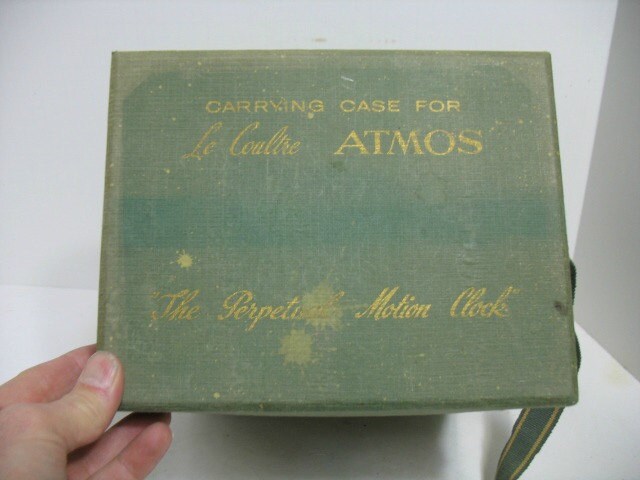 CARRYING CASE FOR
Le Coultre ATMOS
"The Perpetual Motion Clock"